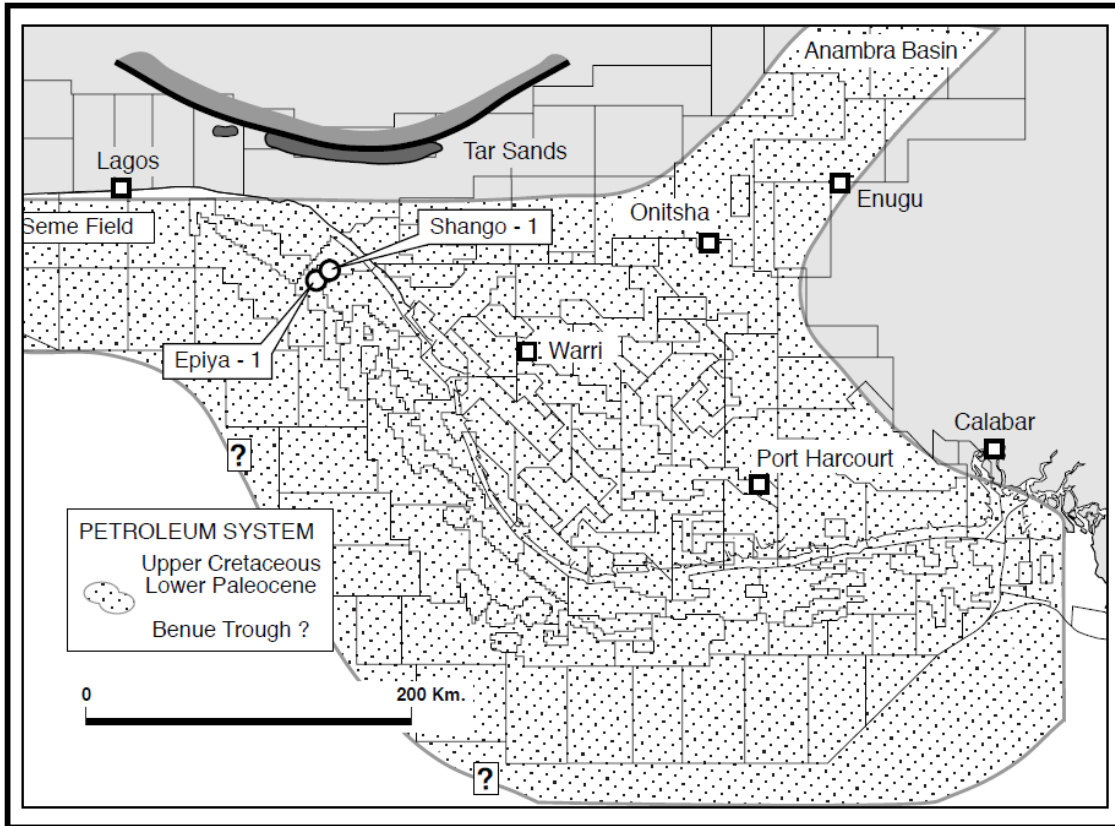 Anambra Basin
Tar Sands
Lagos
Enugu
Onitsha
Seme Field
Shango - 1
Epiya - 1
Warri
Calabar
?
Port Harcourt
PETROLEUM SYSTEM
Upper Cretaceous
Lower Paleocene
Benue Trough ?
0
200 Km.
?